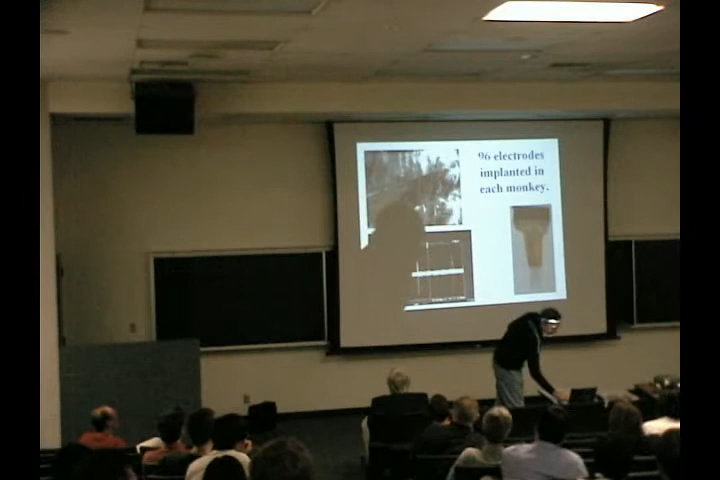 96 electrodes
implanted in
each monkey.